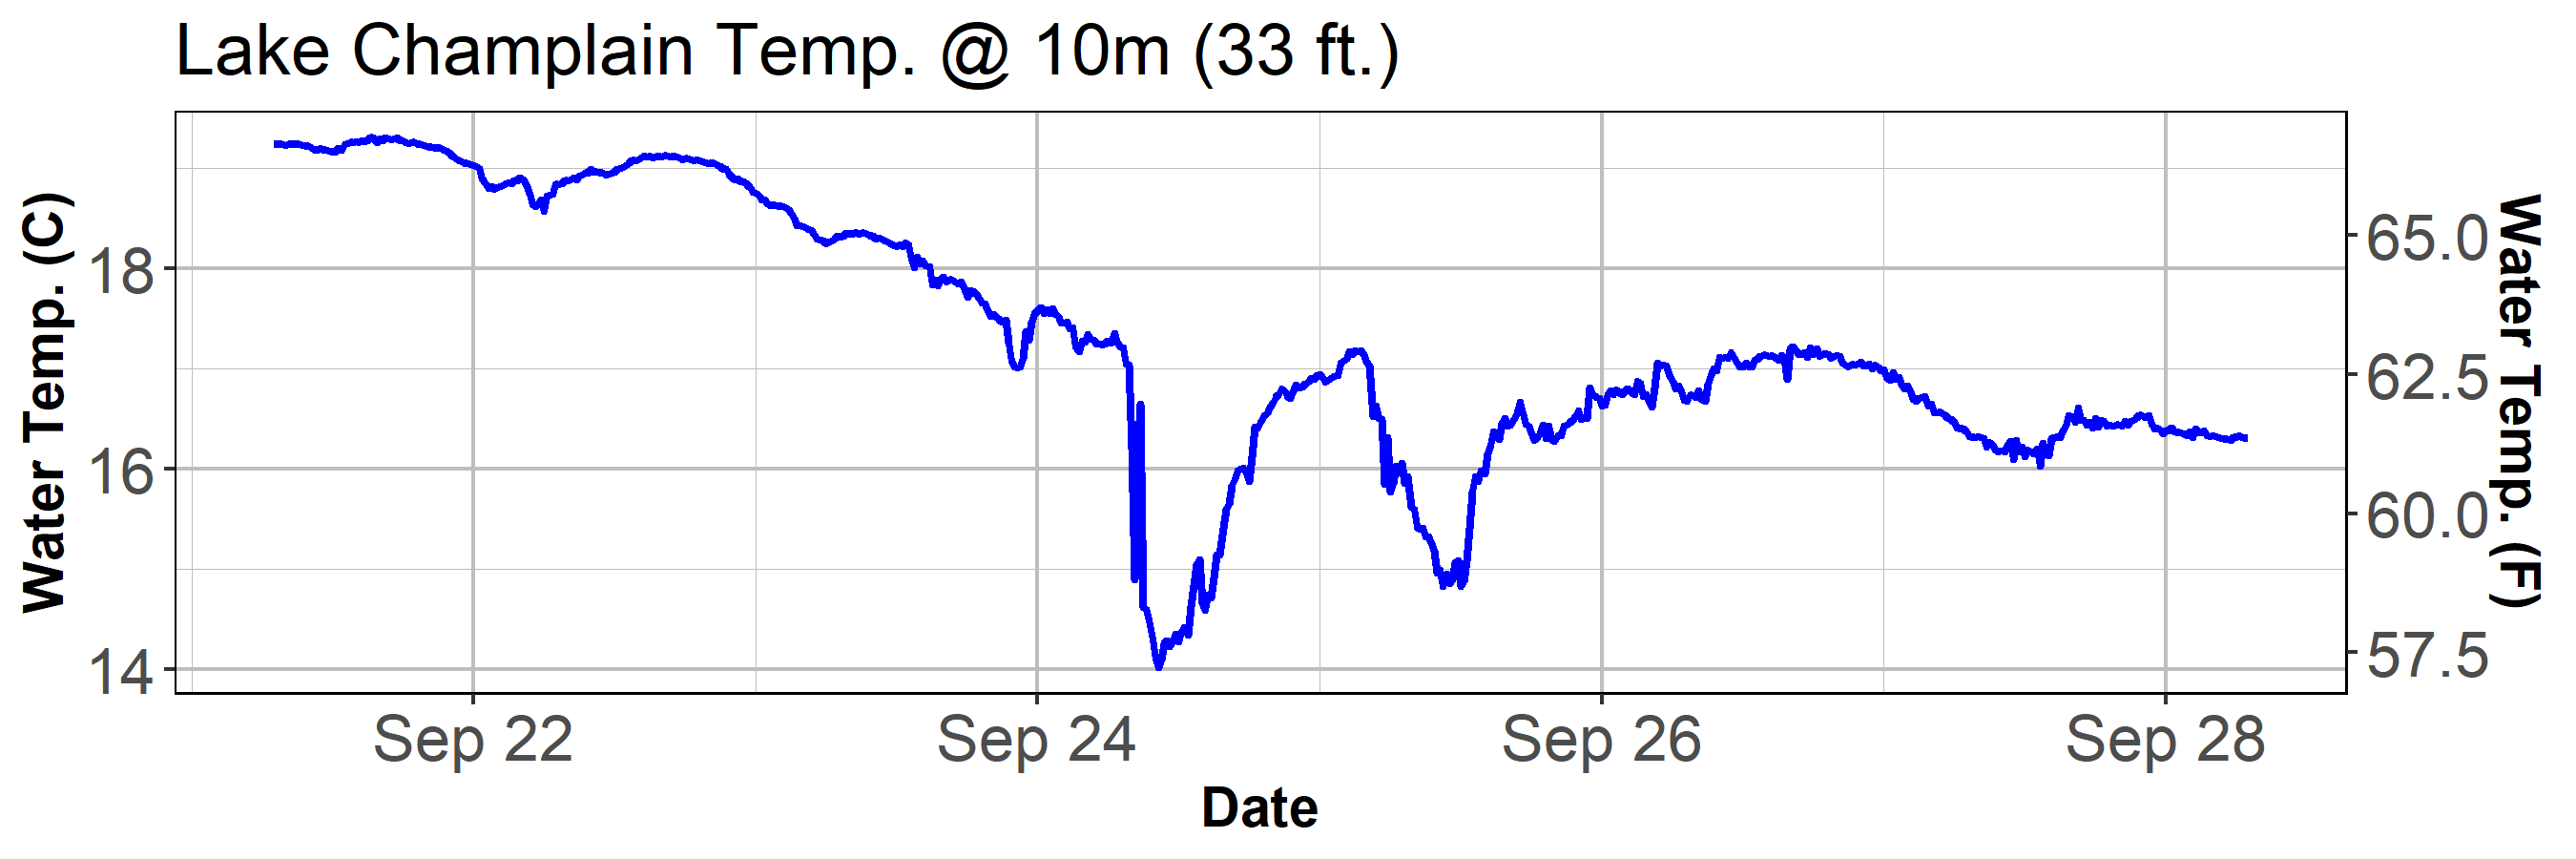 Lake Champlain Temp. @ 10m (33 ft.)
Water Temp. (C)
18
16
14
65.0
62.5
60.0
57.5
Water Temp. (F)
Sep 22
Sep 24
Sep 26
Sep 28
Date